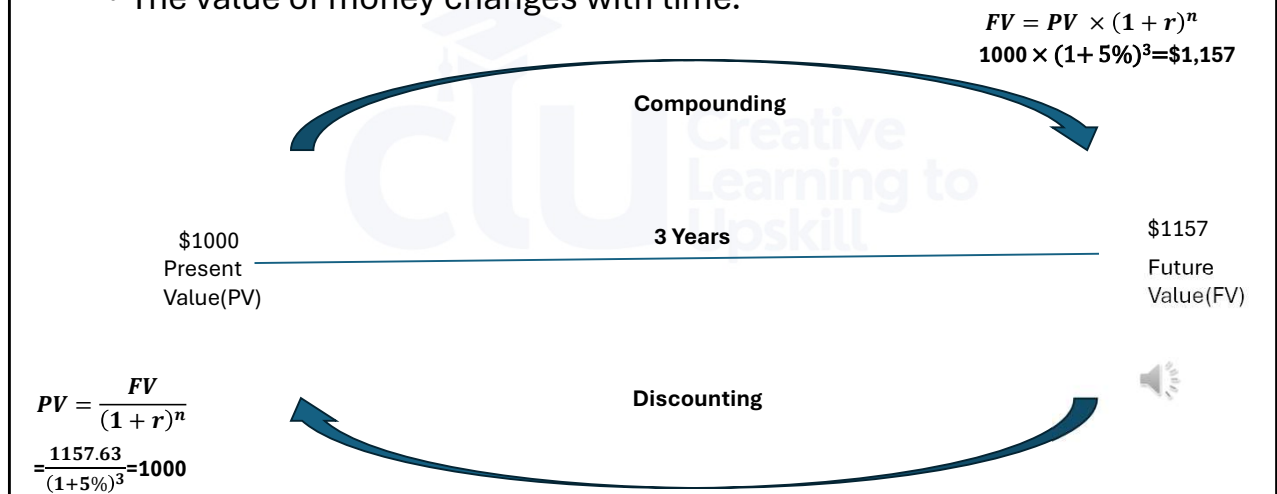 • The value of money changes with time.
FV = PV × (1 + r)ⁿ
1000 × (1+ 5%)³=$1,157
Compounding
clu Creative
Learning to
Upskill
3 Years
$1000
Present
Value(PV)
$1157
Future
Value(FV)
Discounting
PV = FV / (1 + r)ⁿ
=1157.63 / (1+5%)³=1000